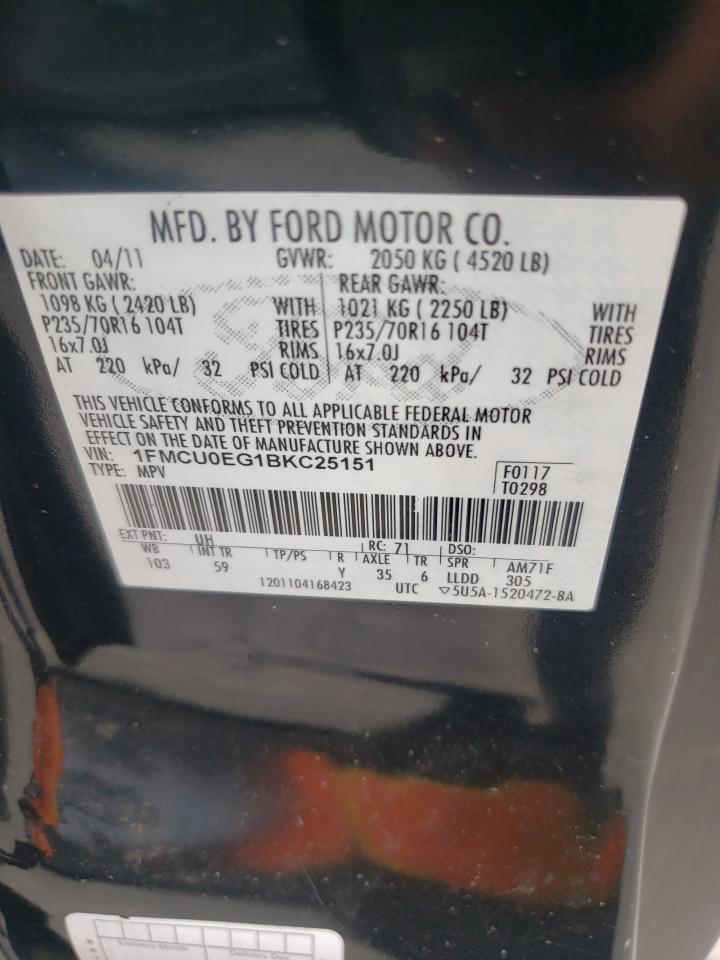 MFD. BY FORD MOTOR CO.
DATE: 04/11 GVWR: 2050 KG ( 4520 LB)
FRONT GAWR: REAR GAWR:
1098 KG ( 2420 LB) WITH 1021 KG ( 2250 LB) WITH
P235/70R16 104T TIRES P235/70R16 104T TIRES
16x7.0J RIMS 16x7.0J RIMS
AT 220 kPa/ 32 PSI COLD AT 220 kPa/ 32 PSI COLD
THIS VEHICLE CONFORMS TO ALL APPLICABLE FEDERAL MOTOR
VEHICLE SAFETY AND THEFT PREVENTION STANDARDS IN
EFFECT ON THE DATE OF MANUFACTURE SHOWN ABOVE.
VIN: 1FMCU0EG1BKC25151 F0117
TYPE: MPV T0298
EXT PNT: UH RC: 71 DSO:
WB INT TR TP/PS R AXLE TR SPR AM71F
103 59 Y 35 6 LLDD 305
1201104168423 UTC ▽5U5A-1520472-BA
Delivery Month Delivery Day